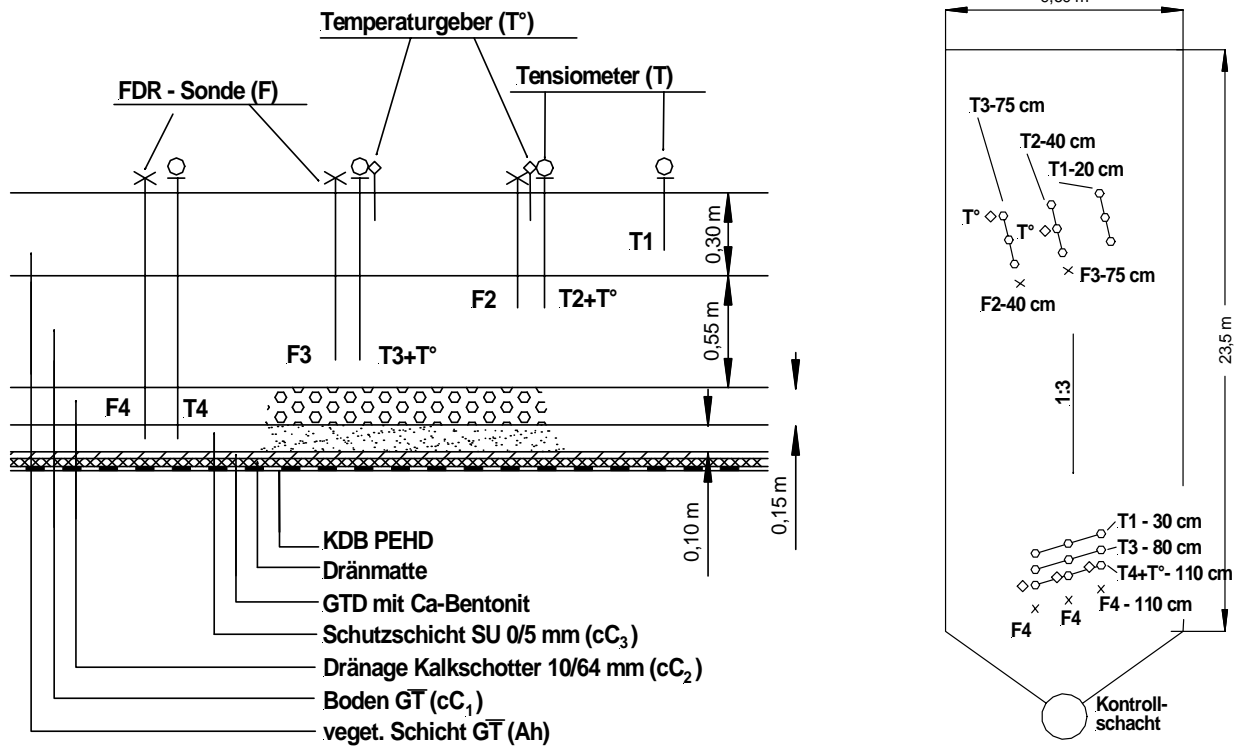 Temperaturgeber (T°)
FDR - Sonde (F)
Tensiometer (T)
T1
0,30 m
F2
T2+T°
0,55 m
F3
T3+T°
F4
T4
0,10 m
0,15 m
KDB PEHD
Dränmatte
GTD mit Ca-Bentonit
Schutzschicht SU 0/5 mm (cC₃)
Dränage Kalkschotter 10/64 mm (cC₂)
Boden GT̅ (cC₁)
veget. Schicht GT̅ (Ah)
T3-75 cm
T2-40 cm
T1-20 cm
T°
T°
F3-75 cm
F2-40 cm
23,5 m
1:3
T1 - 30 cm
T3 - 80 cm
T4+T°- 110 cm
F4 - 110 cm
F4
F4
Kontroll-
schacht